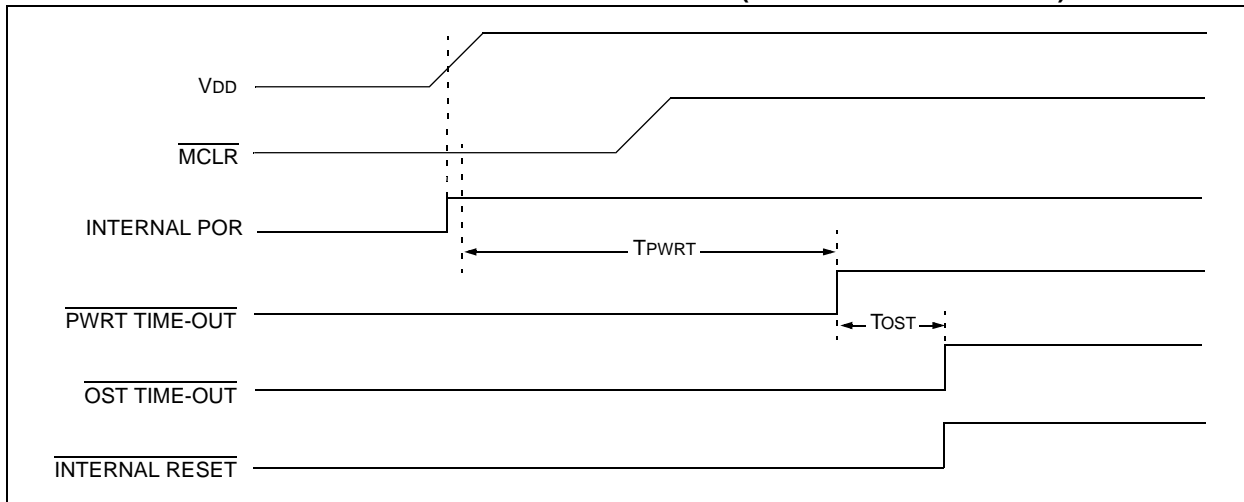 VDD
MCLR
INTERNAL POR
TPWRT
PWRT TIME-OUT
TOST
OST TIME-OUT
INTERNAL RESET